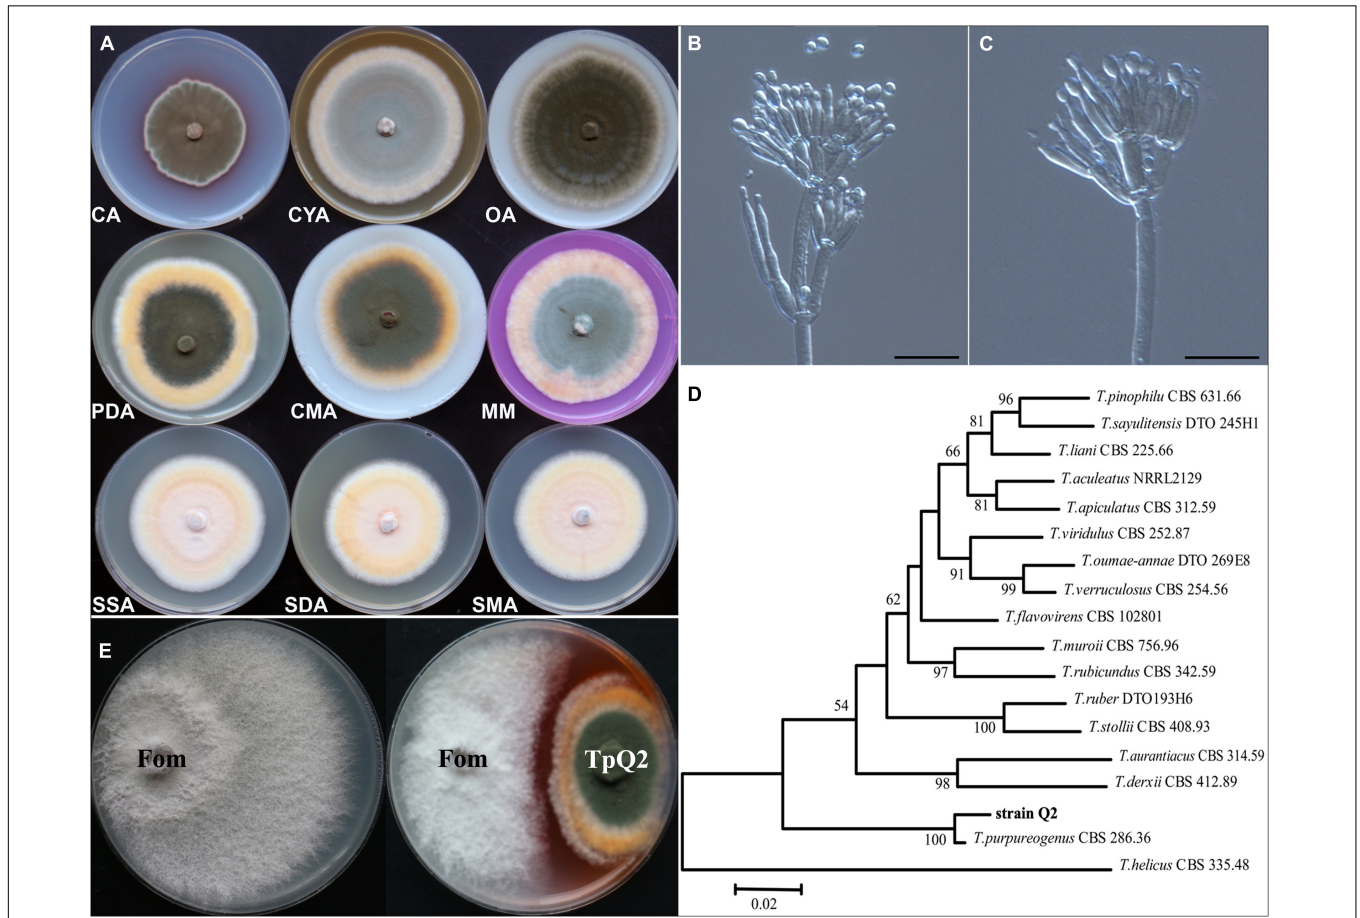 A
CA
CYA
OA
PDA
CMA
MM
SSA
SDA
SMA
B
C
D
96
T.pinophilu CBS 631.66
81
T.sayulitensis DTO 245H1
66
T.liani CBS 225.66
T.aculeatus NRRL2129
81
T.apiculatus CBS 312.59
T.viridulus CBS 252.87
91
T.oumae-annae DTO 269E8
99
T.verruculosus CBS 254.56
62
T.flavovirens CBS 102801
T.muroii CBS 756.96
97
T.rubicundus CBS 342.59
T.ruber DTO193H6
54
100
T.stollii CBS 408.93
T.aurantiacus CBS 314.59
98
T.derxii CBS 412.89
strain Q2
100
T.purpureogenus CBS 286.36
T.helicus CBS 335.48
0.02
E
Fom
Fom
TpQ2